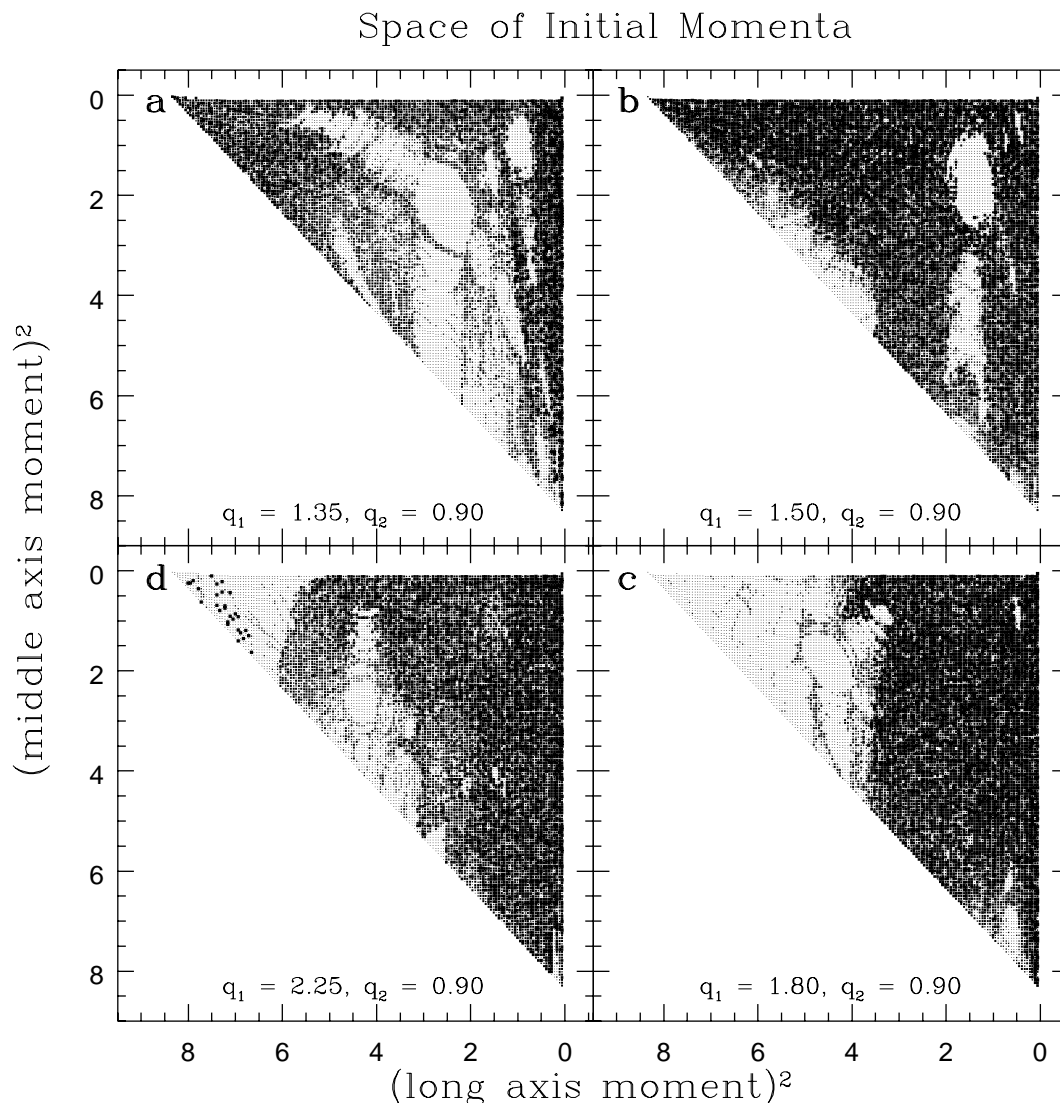 Space of Initial Momenta
(middle axis moment)²
0
2
4
6
8
a
q₁ = 1.35, q₂ = 0.90
b
q₁ = 1.50, q₂ = 0.90
0
2
4
6
8
d
q₁ = 2.25, q₂ = 0.90
c
q₁ = 1.80, q₂ = 0.90
8 6 4 2 0 8 6 4 2 0
(long axis moment)²